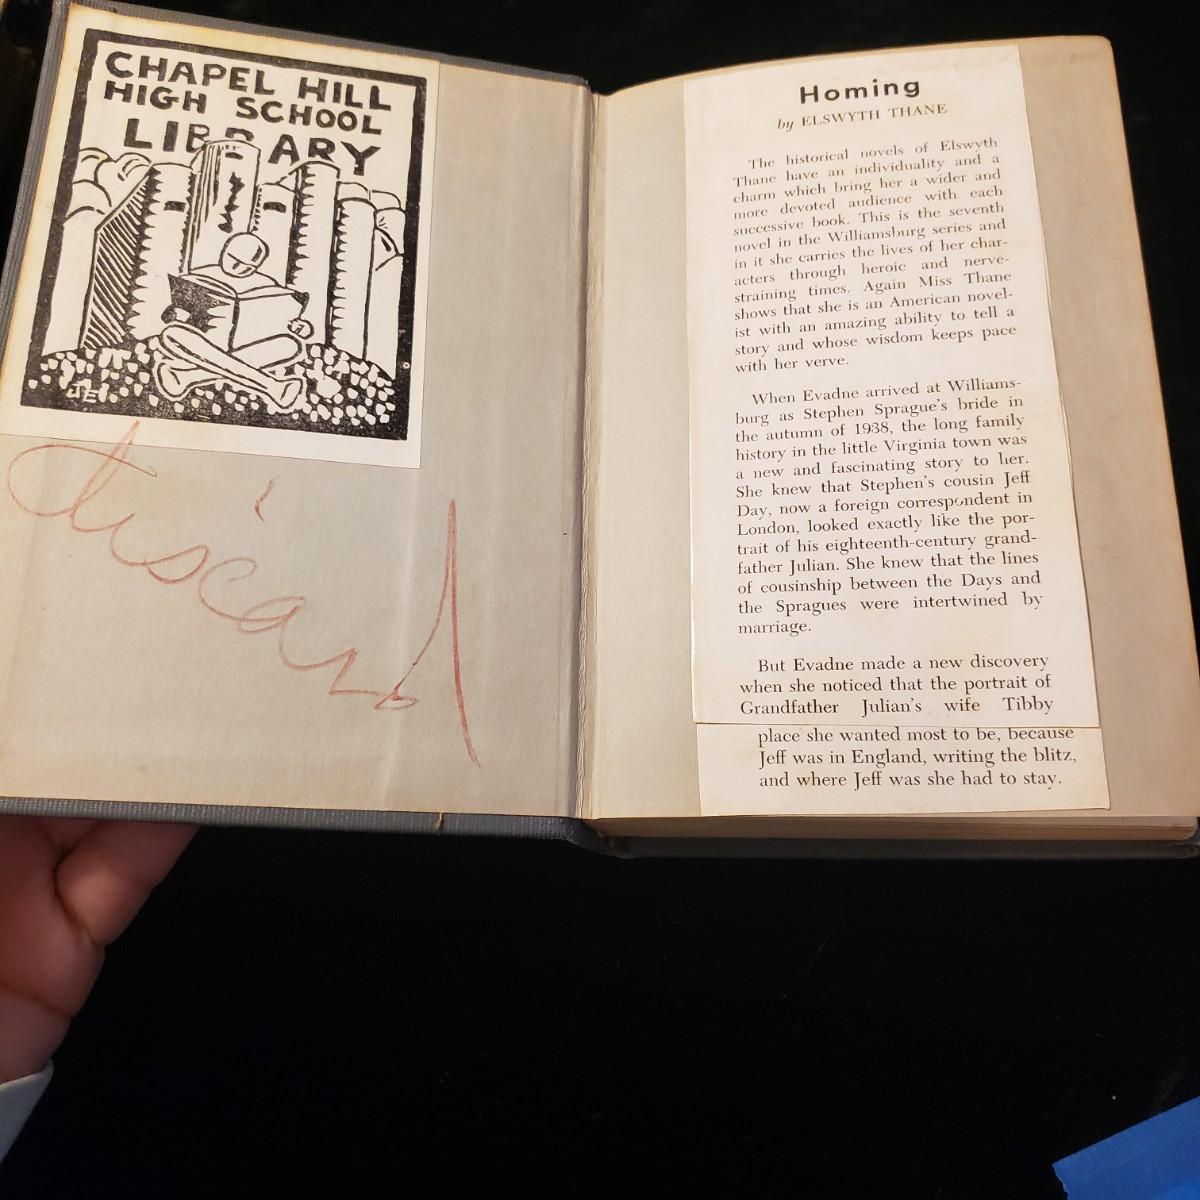 CHAPEL HILL
HIGH SCHOOL
LIBRARY
JE
discard
Homing
by ELSWYTH THANE
The historical novels of Elswyth
Thane have an individuality and a
charm which bring her a wider and
more devoted audience with each
successive book. This is the seventh
novel in the Williamsburg series and
in it she carries the lives of her char-
acters through heroic and nerve-
straining times. Again Miss Thane
shows that she is an American novel-
ist with an amazing ability to tell a
story and whose wisdom keeps pace
with her verve.
When Evadne arrived at Williams-
burg as Stephen Sprague's bride in
the autumn of 1938, the long family
history in the little Virginia town was
a new and fascinating story to her.
She knew that Stephen's cousin Jeff
Day, now a foreign correspondent in
London, looked exactly like the por-
trait of his eighteenth-century grand-
father Julian. She knew that the lines
of cousinship between the Days and
the Spragues were intertwined by
marriage.
But Evadne made a new discovery
when she noticed that the portrait of
Grandfather Julian's wife Tibby
place she wanted most to be, because
Jeff was in England, writing the blitz,
and where Jeff was she had to stay.